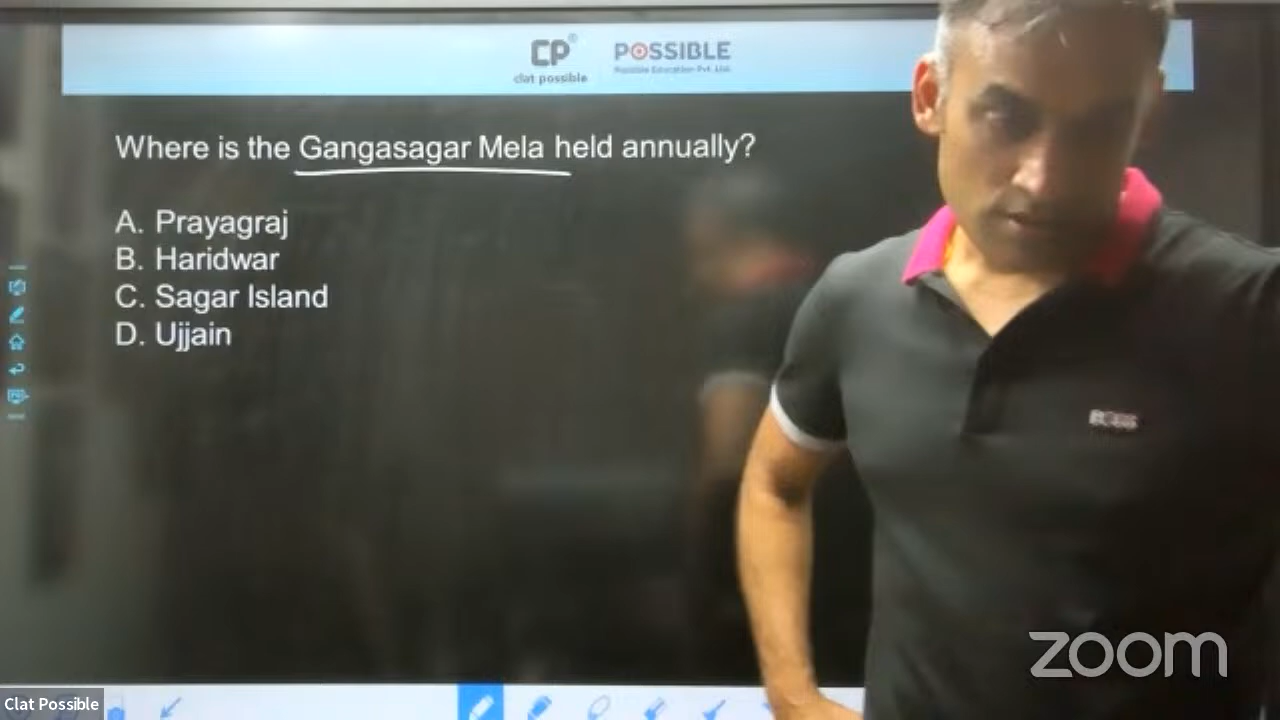 CP®
clat possible
POSSIBLE
Possible Education Pvt. Ltd.
Where is the Gangasagar Mela held annually?
A. Prayagraj
B. Haridwar
C. Sagar Island
D. Ujjain
BOSS
zoom
Clat Possible